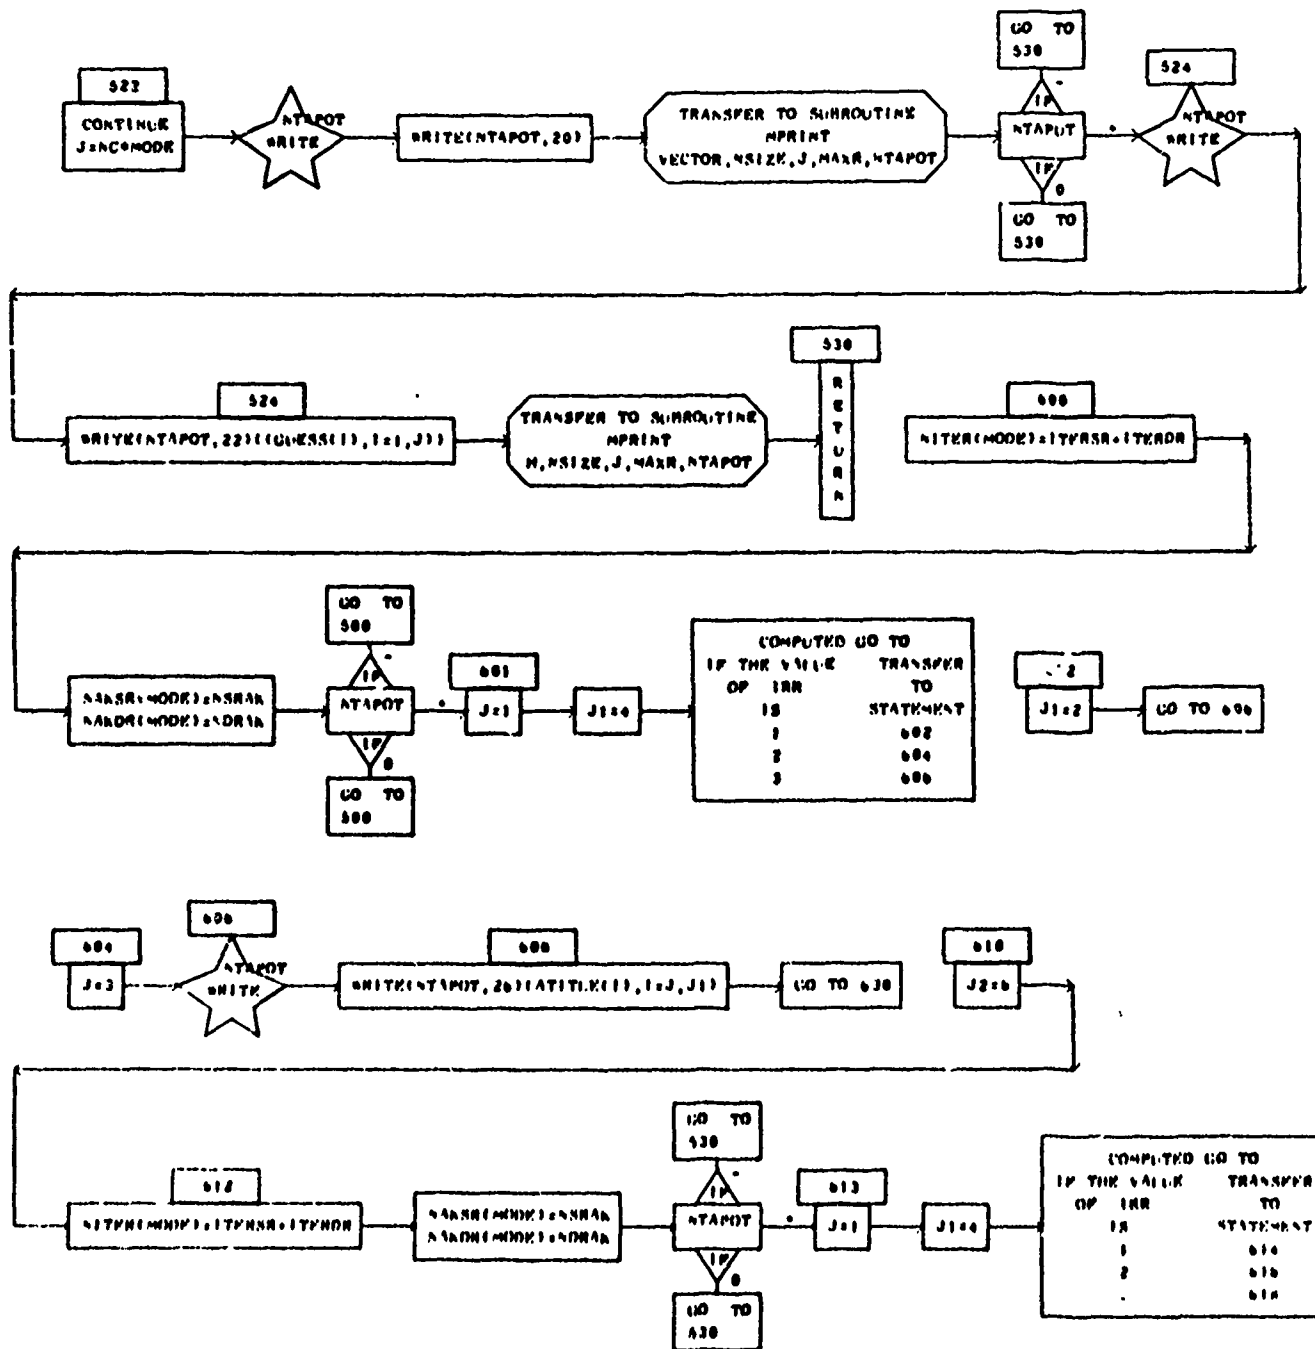 GO TO
530
522
524
CONTINUE
J=NC*MODE
NTAPOT
WRITE
WRITE(NTAPOT,20)
TRANSFER TO SUBROUTINE
MPRINT
VECTOR,NSIZE,J,MAXR,NTAPOT
IF -
NTAPOT
IF
0
GO TO
530
+
NTAPOT
WRITE
530
RETURN
524
WRITE(NTAPOT,22)((GUESS(I),I=1,J))
TRANSFER TO SUBROUTINE
MPRINT
M,NSIZE,J,MAXR,NTAPOT
600
NITER(MODE)=ITERSR+ITERDR
GO TO
500
NAKSR(MODE)=NSRAK
NAKDR(MODE)=NDRAK
IF -
NTAPOT
IF
0
GO TO
500
+
601
J=1
J1=4
COMPUTED GO TO
IF THE VALUE TRANSFER
OF IRR TO
IS STATEMENT
1 602
2 604
3 606
J1=2
GO TO 606
604
J=3
606
NTAPOT
WRITE
606
WRITE(NTAPOT,26)(ATITLE(I),I=J,J1)
GO TO 630
610
J2=6
GO TO
630
612
NITER(MODE)=ITERSR+ITERDR
NAKSR(MODE)=NSRAK
NAKDR(MODE)=NDRAK
IF -
NTAPOT
IF
0
GO TO
630
+
613
J=1
J1=4
COMPUTED GO TO
IF THE VALUE TRANSFER
OF IRR TO
IS STATEMENT
1 614
2 616
618